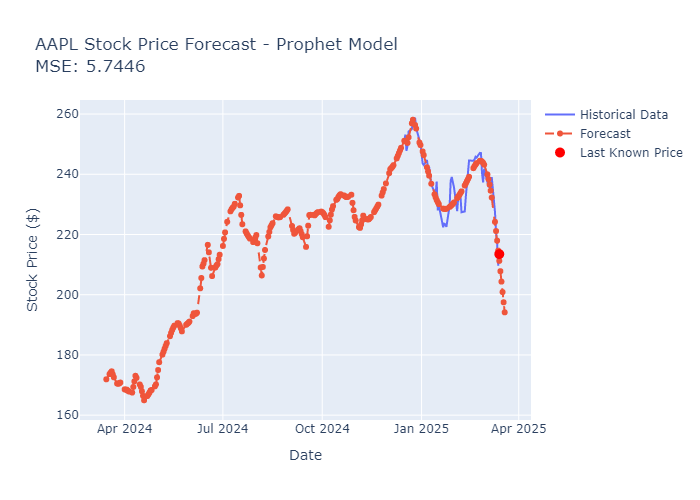 AAPL Stock Price Forecast - Prophet Model
MSE: 5.7446
Historical Data
Forecast
Last Known Price
260
240
220
200
180
160
Stock Price ($)
Apr 2024
Jul 2024
Oct 2024
Jan 2025
Apr 2025
Date